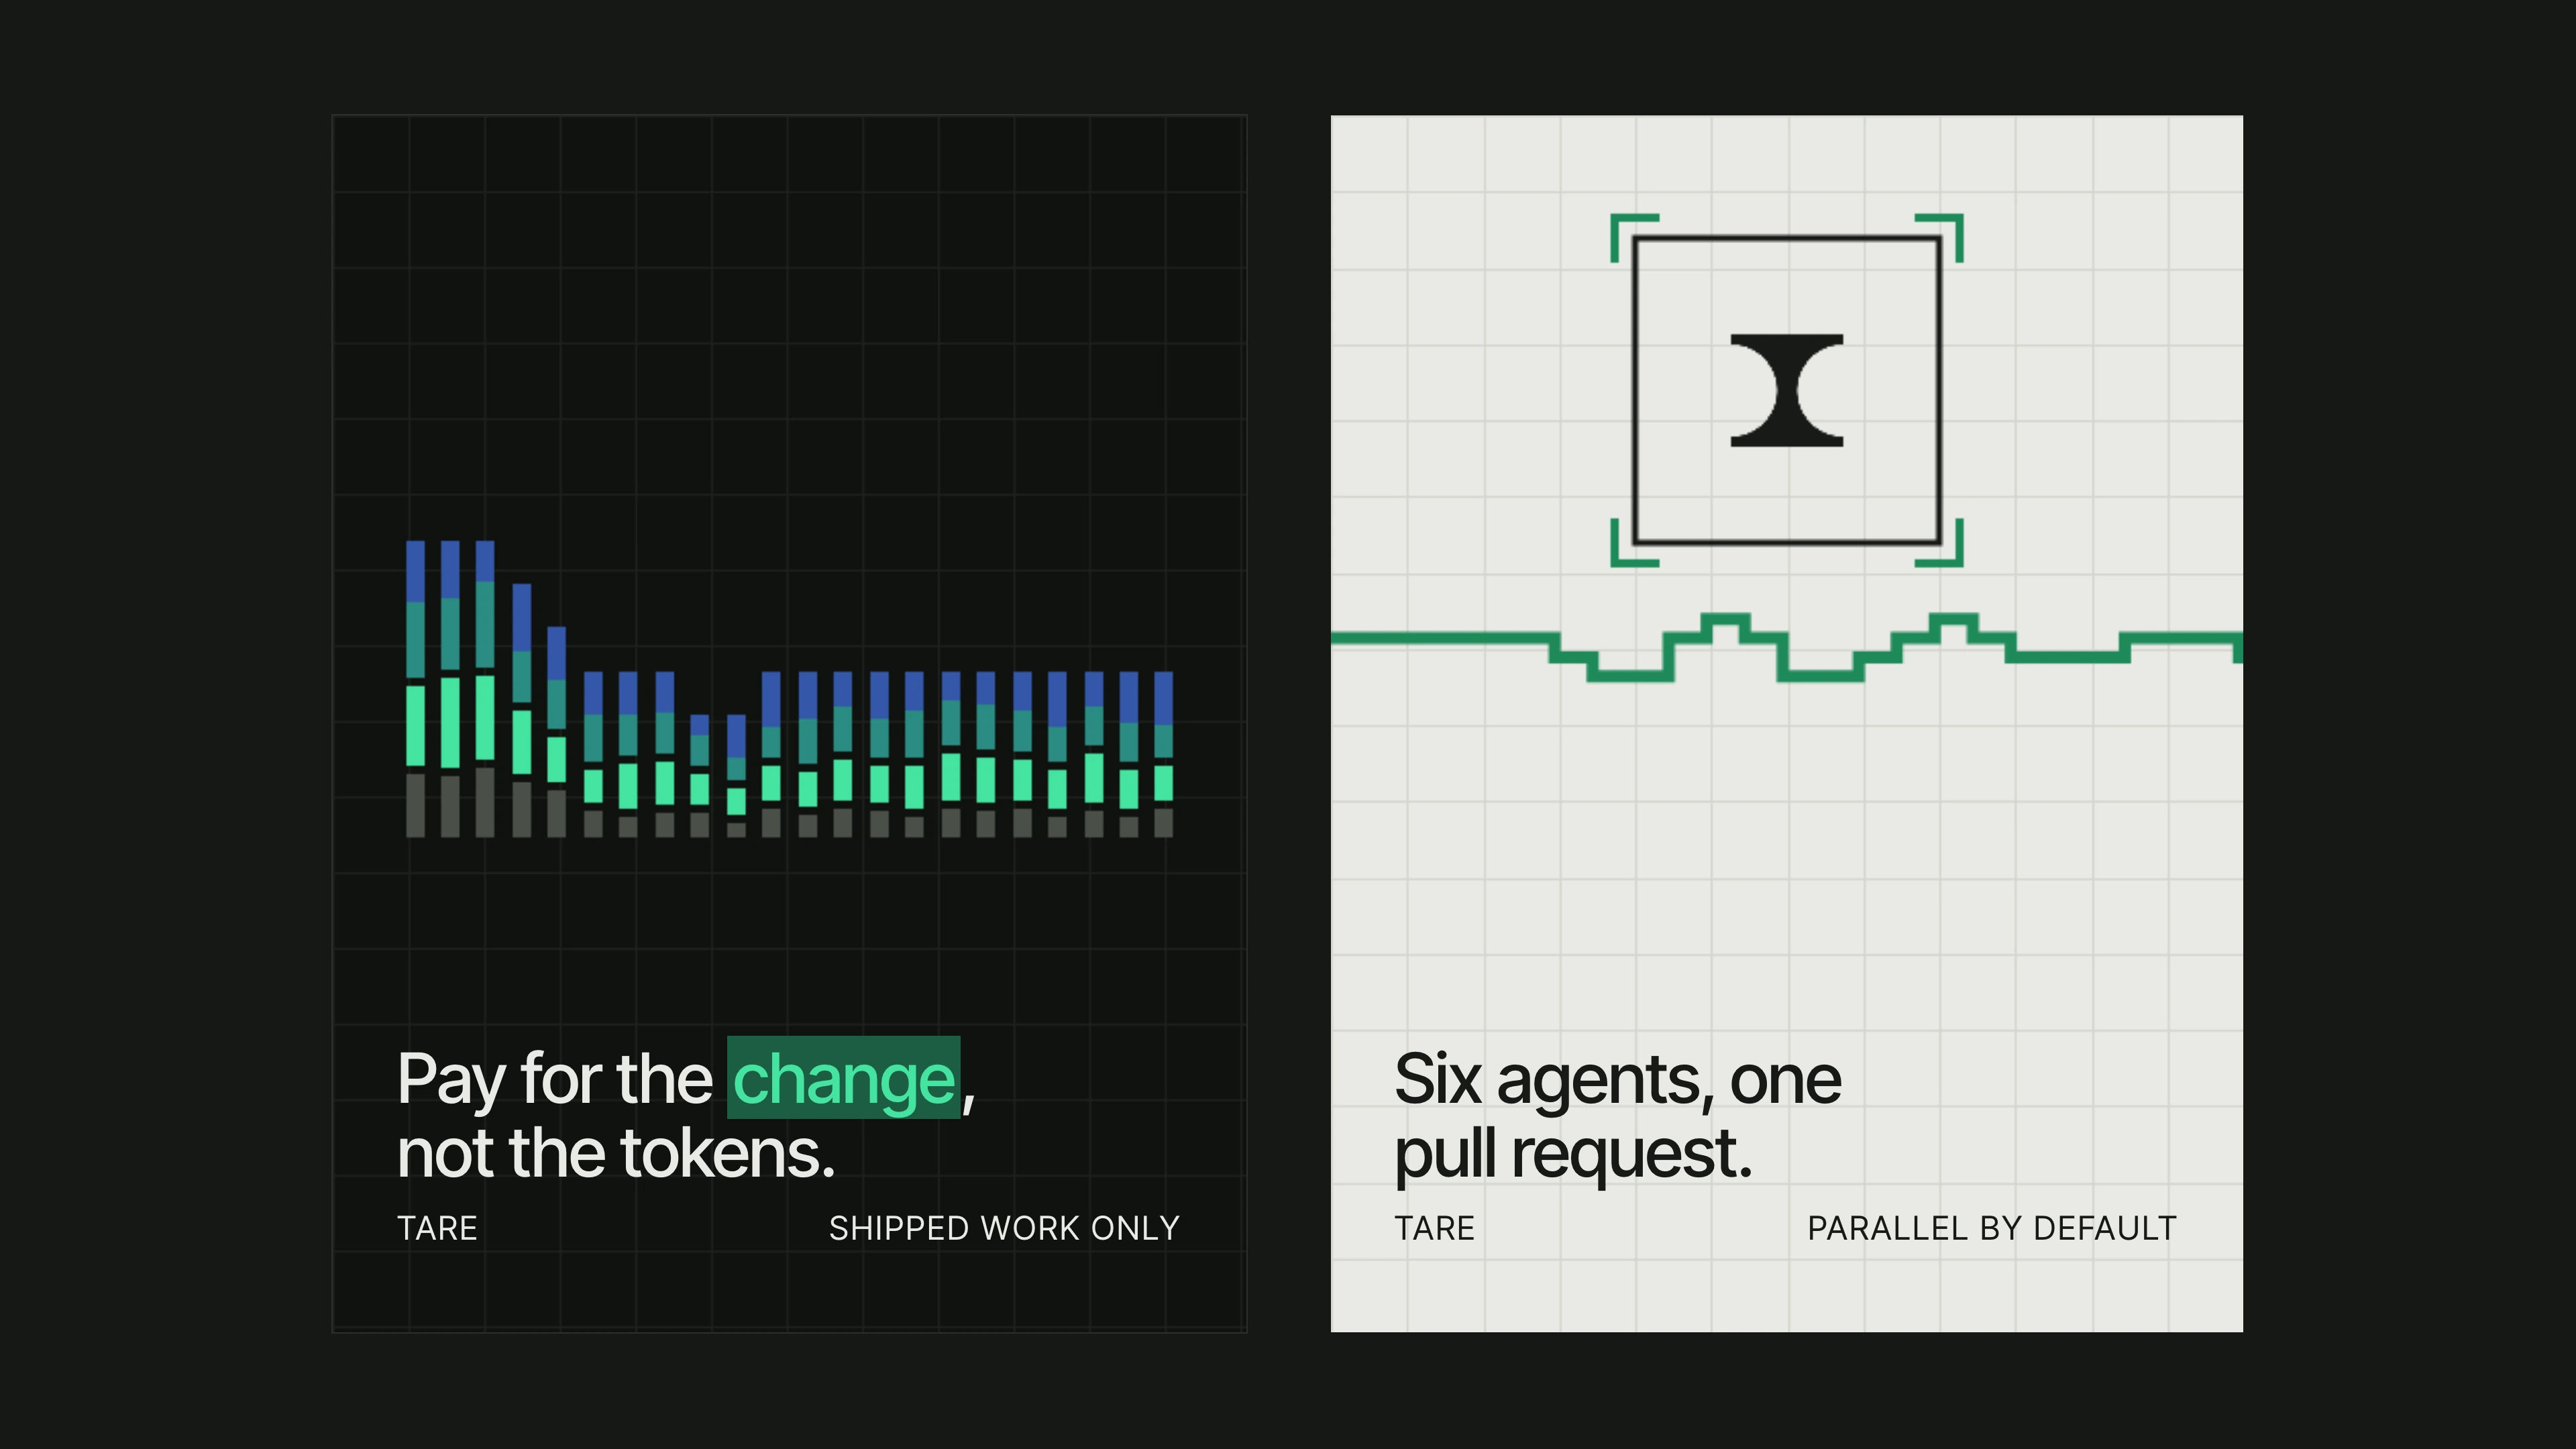 Pay for the change,
not the tokens.
TARE
SHIPPED WORK ONLY
Six agents, one
pull request.
TARE
PARALLEL BY DEFAULT